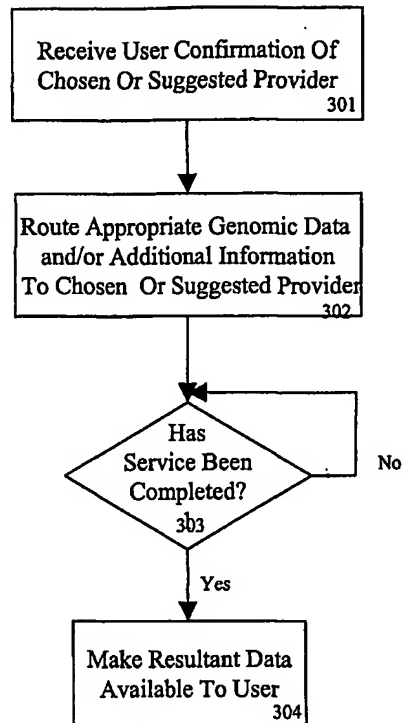 Receive User Confirmation Of
Chosen Or Suggested Provider
301
Route Appropriate Genomic Data
and/or Additional Information
To Chosen Or Suggested Provider
302
Has
Service Been
Completed?
303
No
Yes
Make Resultant Data
Available To User
304